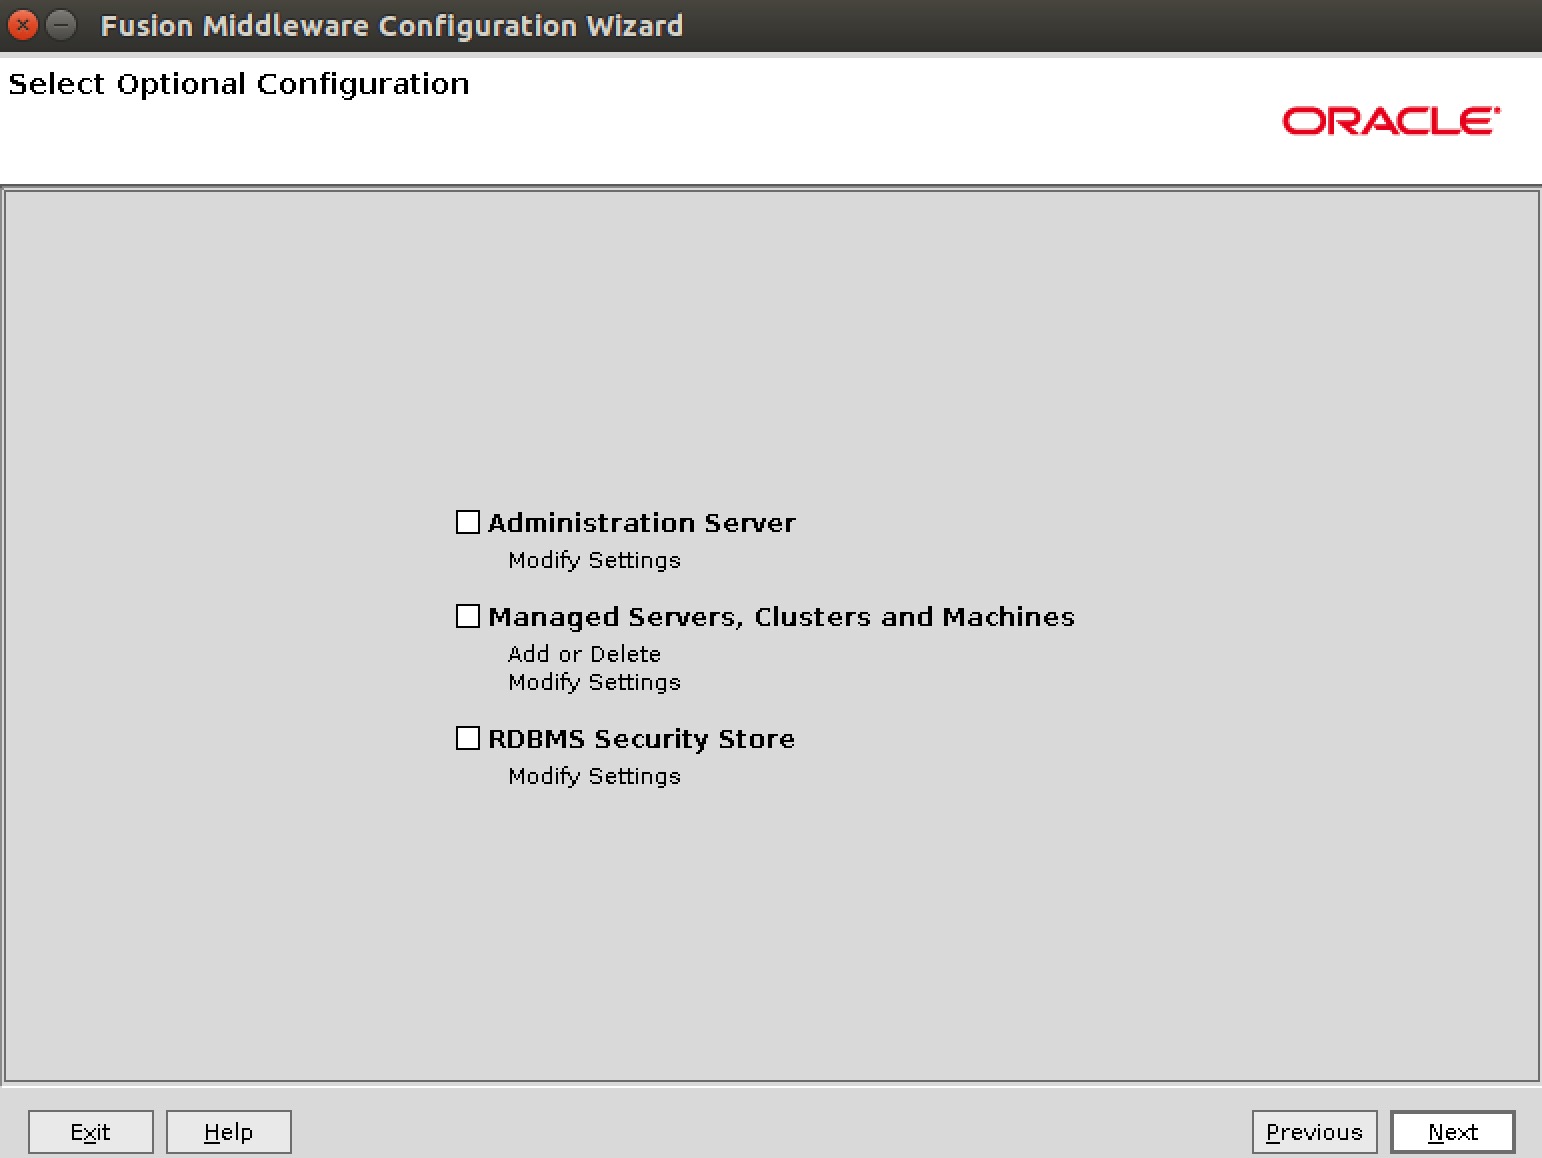 Fusion Middleware Configuration Wizard
Select Optional Configuration
ORACLE
Administration Server
Modify Settings
Managed Servers, Clusters and Machines
Add or Delete
Modify Settings
RDBMS Security Store
Modify Settings
Exit
Help
Previous
Next